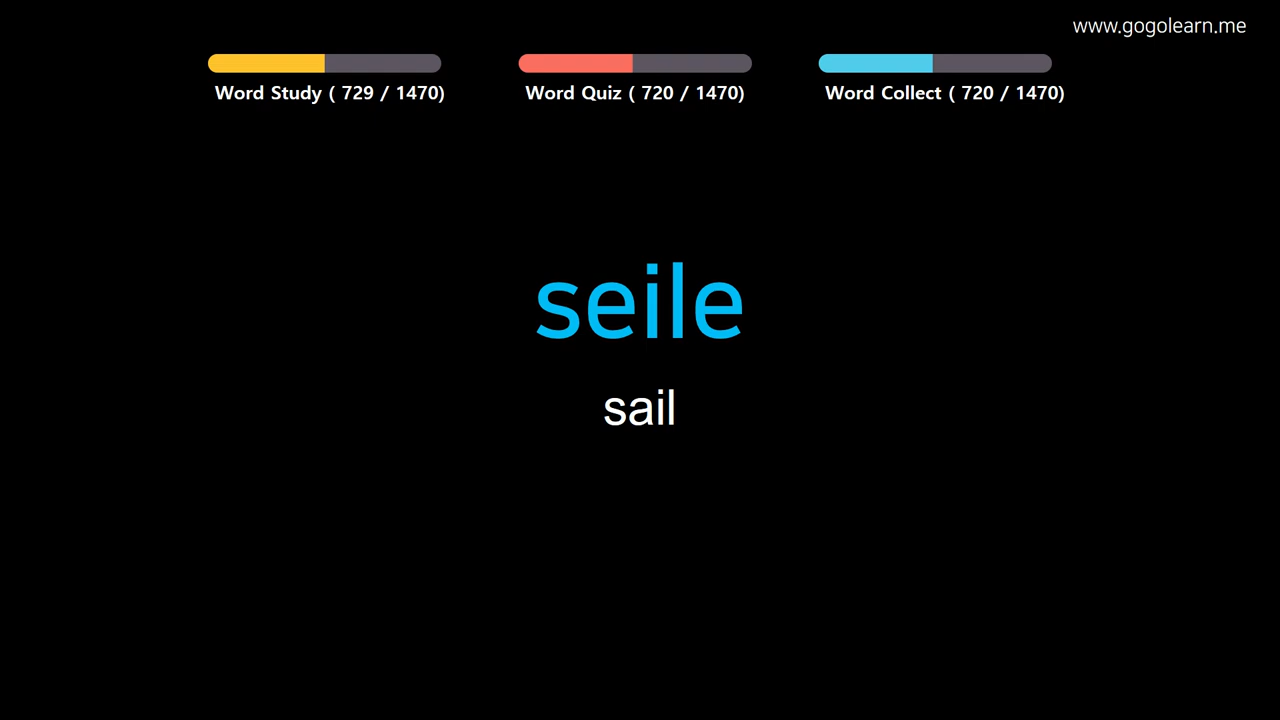 www.gogolearn.me
Word Study ( 729 / 1470)
Word Quiz ( 720 / 1470)
Word Collect ( 720 / 1470)
seile
sail